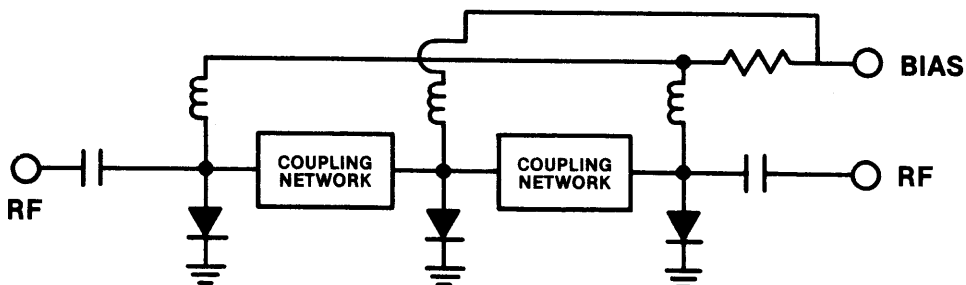 BIAS
COUPLING
NETWORK
COUPLING
NETWORK
RF
RF